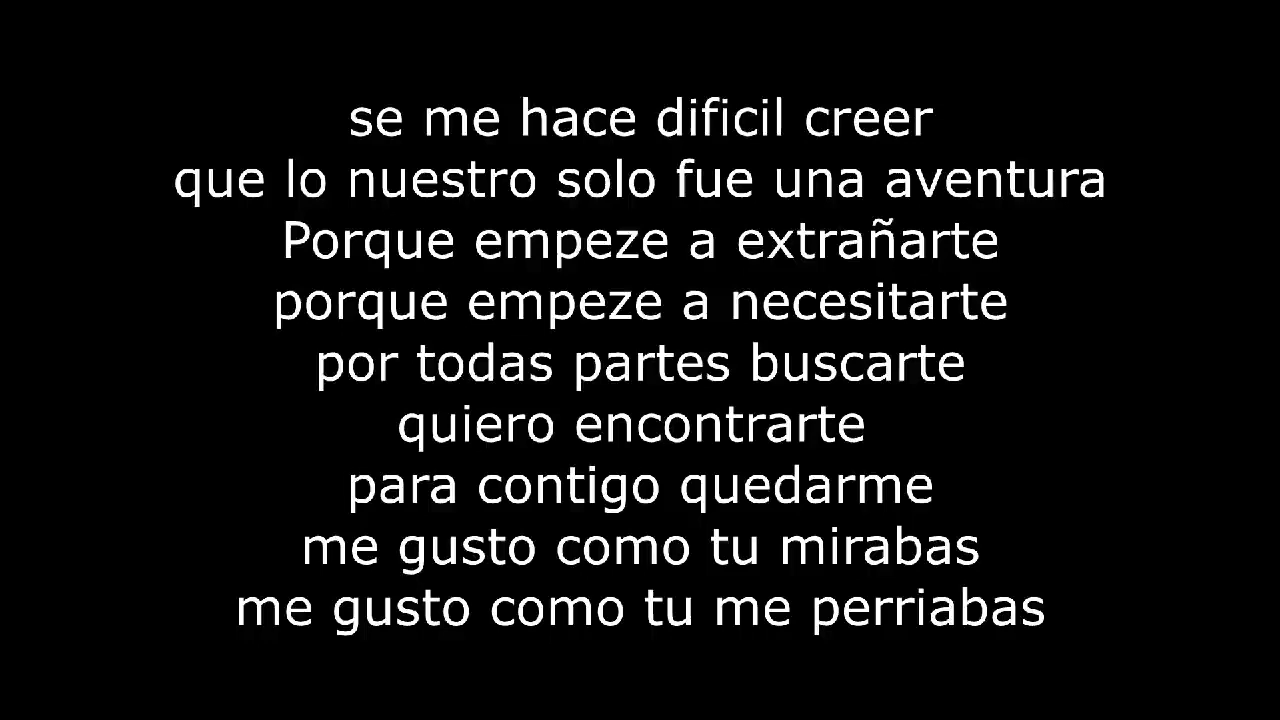 se me hace dificil creer
que lo nuestro solo fue una aventura
Porque empeze a extrañarte
porque empeze a necesitarte
por todas partes buscarte
quiero encontrarte
para contigo quedarme
me gusto como tu mirabas
me gusto como tu me perriabas